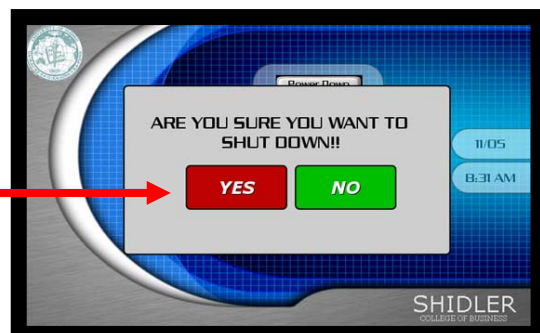 Power Down
ARE YOU SURE YOU WANT TO
SHUT DOWN!!
11/05
YES
NO
8:31 AM
SHIDLER
COLLEGE OF BUSINESS